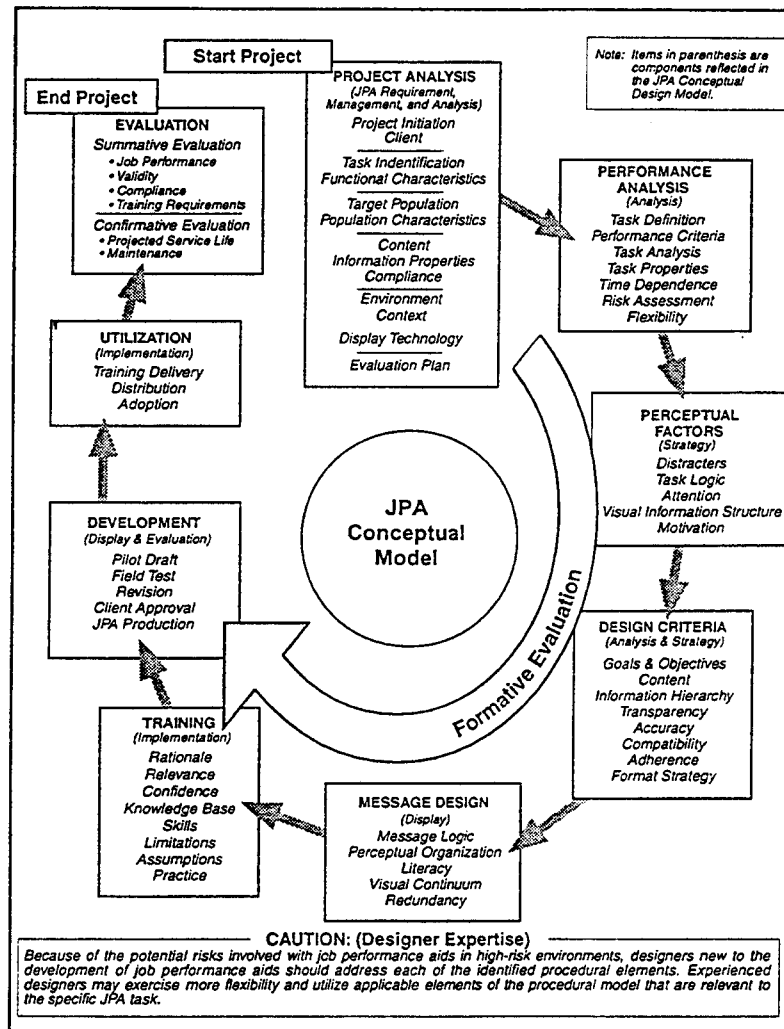 Start Project
End Project
Note: Items in parenthesis are
components reflected in
the JPA Conceptual
Design Model.
PROJECT ANALYSIS
(JPA Requirement,
Management, and Analysis)
Project Initiation
Client
Task Indentification
Functional Characteristics
Target Population
Population Characteristics
Content
Information Properties
Compliance
Environment
Context
Display Technology
Evaluation Plan
PERFORMANCE
ANALYSIS
(Analysis)
Task Definition
Performance Criteria
Task Analysis
Task Properties
Time Dependence
Risk Assessment
Flexibility
PERCEPTUAL
FACTORS
(Strategy)
Distracters
Task Logic
Attention
Visual Information Structure
Motivation
DESIGN CRITERIA
(Analysis & Strategy)
Goals & Objectives
Content
Information Hierarchy
Transparency
Accuracy
Compatibility
Adherence
Format Strategy
MESSAGE DESIGN
(Display)
Message Logic
Perceptual Organization
Literacy
Visual Continuum
Redundancy
TRAINING
(Implementation)
Rationale
Relevance
Confidence
Knowledge Base
Skills
Limitations
Assumptions
Practice
DEVELOPMENT
(Display & Evaluation)
Pilot Draft
Field Test
Revision
Client Approval
JPA Production
UTILIZATION
(Implementation)
Training Delivery
Distribution
Adoption
EVALUATION
Summative Evaluation
• Job Performance
• Validity
• Compliance
• Training Requirements
Confirmative Evaluation
• Projected Service Life
• Maintenance
JPA
Conceptual
Model
Formative Evaluation
CAUTION: (Designer Expertise)
Because of the potential risks involved with job performance aids in high-risk environments, designers new to the
development of job performance aids should address each of the identified procedural elements. Experienced
designers may exercise more flexibility and utilize applicable elements of the procedural model that are relevant to
the specific JPA task.